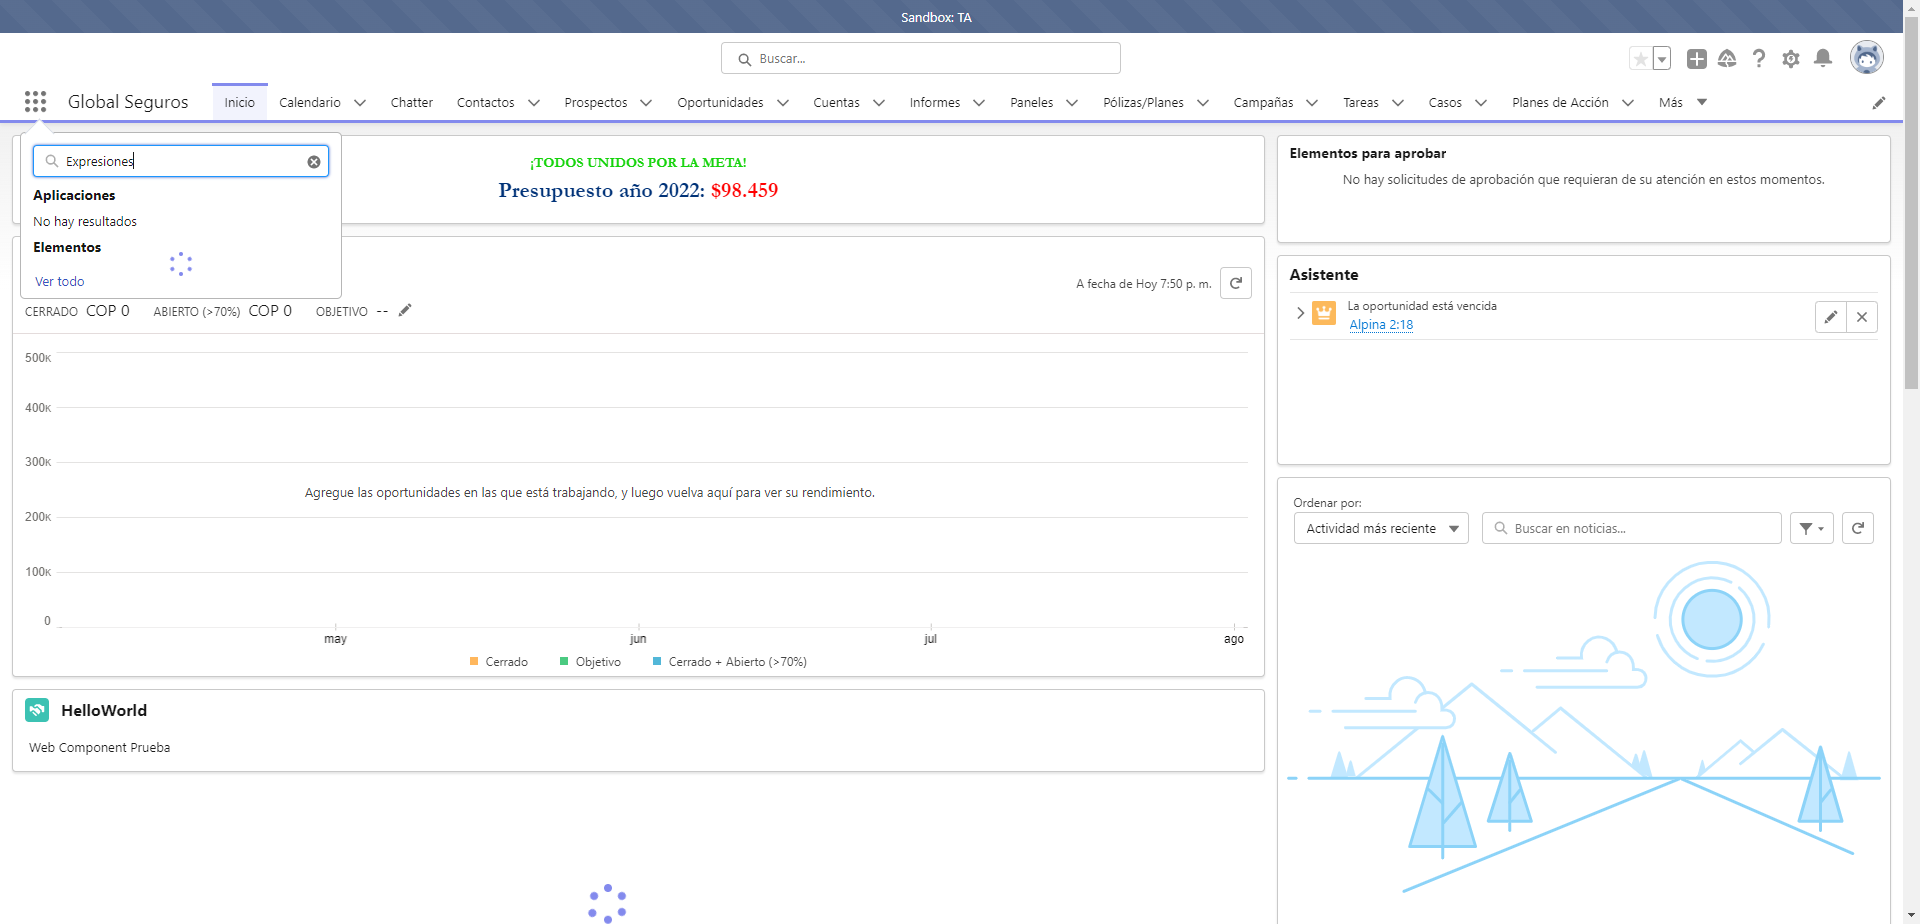 Sandbox: TA
Buscar...
Global Seguros
Inicio
Calendario
Chatter
Contactos
Prospectos
Oportunidades
Cuentas
Informes
Paneles
Pólizas/Planes
Campañas
Tareas
Casos
Planes de Acción
Más
Expresiones
Aplicaciones
No hay resultados
Elementos
Ver todo
¡TODOS UNIDOS POR LA META!
Presupuesto año 2022: $98.459
A fecha de Hoy 7:50 p. m.
CERRADO COP 0 ABIERTO (>70%) COP 0 OBJETIVO --
500K
400K
300K
200K
100K
0
Agregue las oportunidades en las que está trabajando, y luego vuelva aquí para ver su rendimiento.
may jun jul ago
Cerrado Objetivo Cerrado + Abierto (>70%)
HelloWorld
Web Component Prueba
Elementos para aprobar
No hay solicitudes de aprobación que requieran de su atención en estos momentos.
Asistente
La oportunidad está vencida
Alpina 2:18
Ordenar por:
Actividad más reciente
Buscar en noticias...